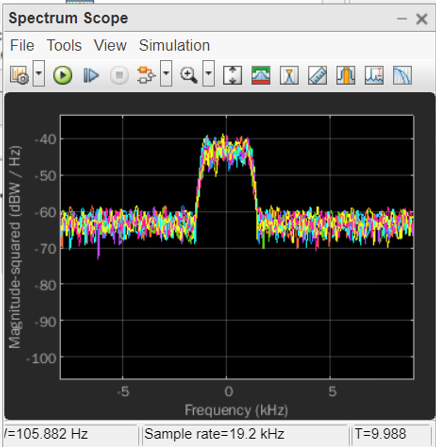 Spectrum Scope
File Tools View Simulation
Magnitude-squared (dBW / Hz)
-40
-50
-60
-70
-80
-90
-100
-5 0 5
Frequency (kHz)
=105.882 Hz Sample rate=19.2 kHz T=9.988